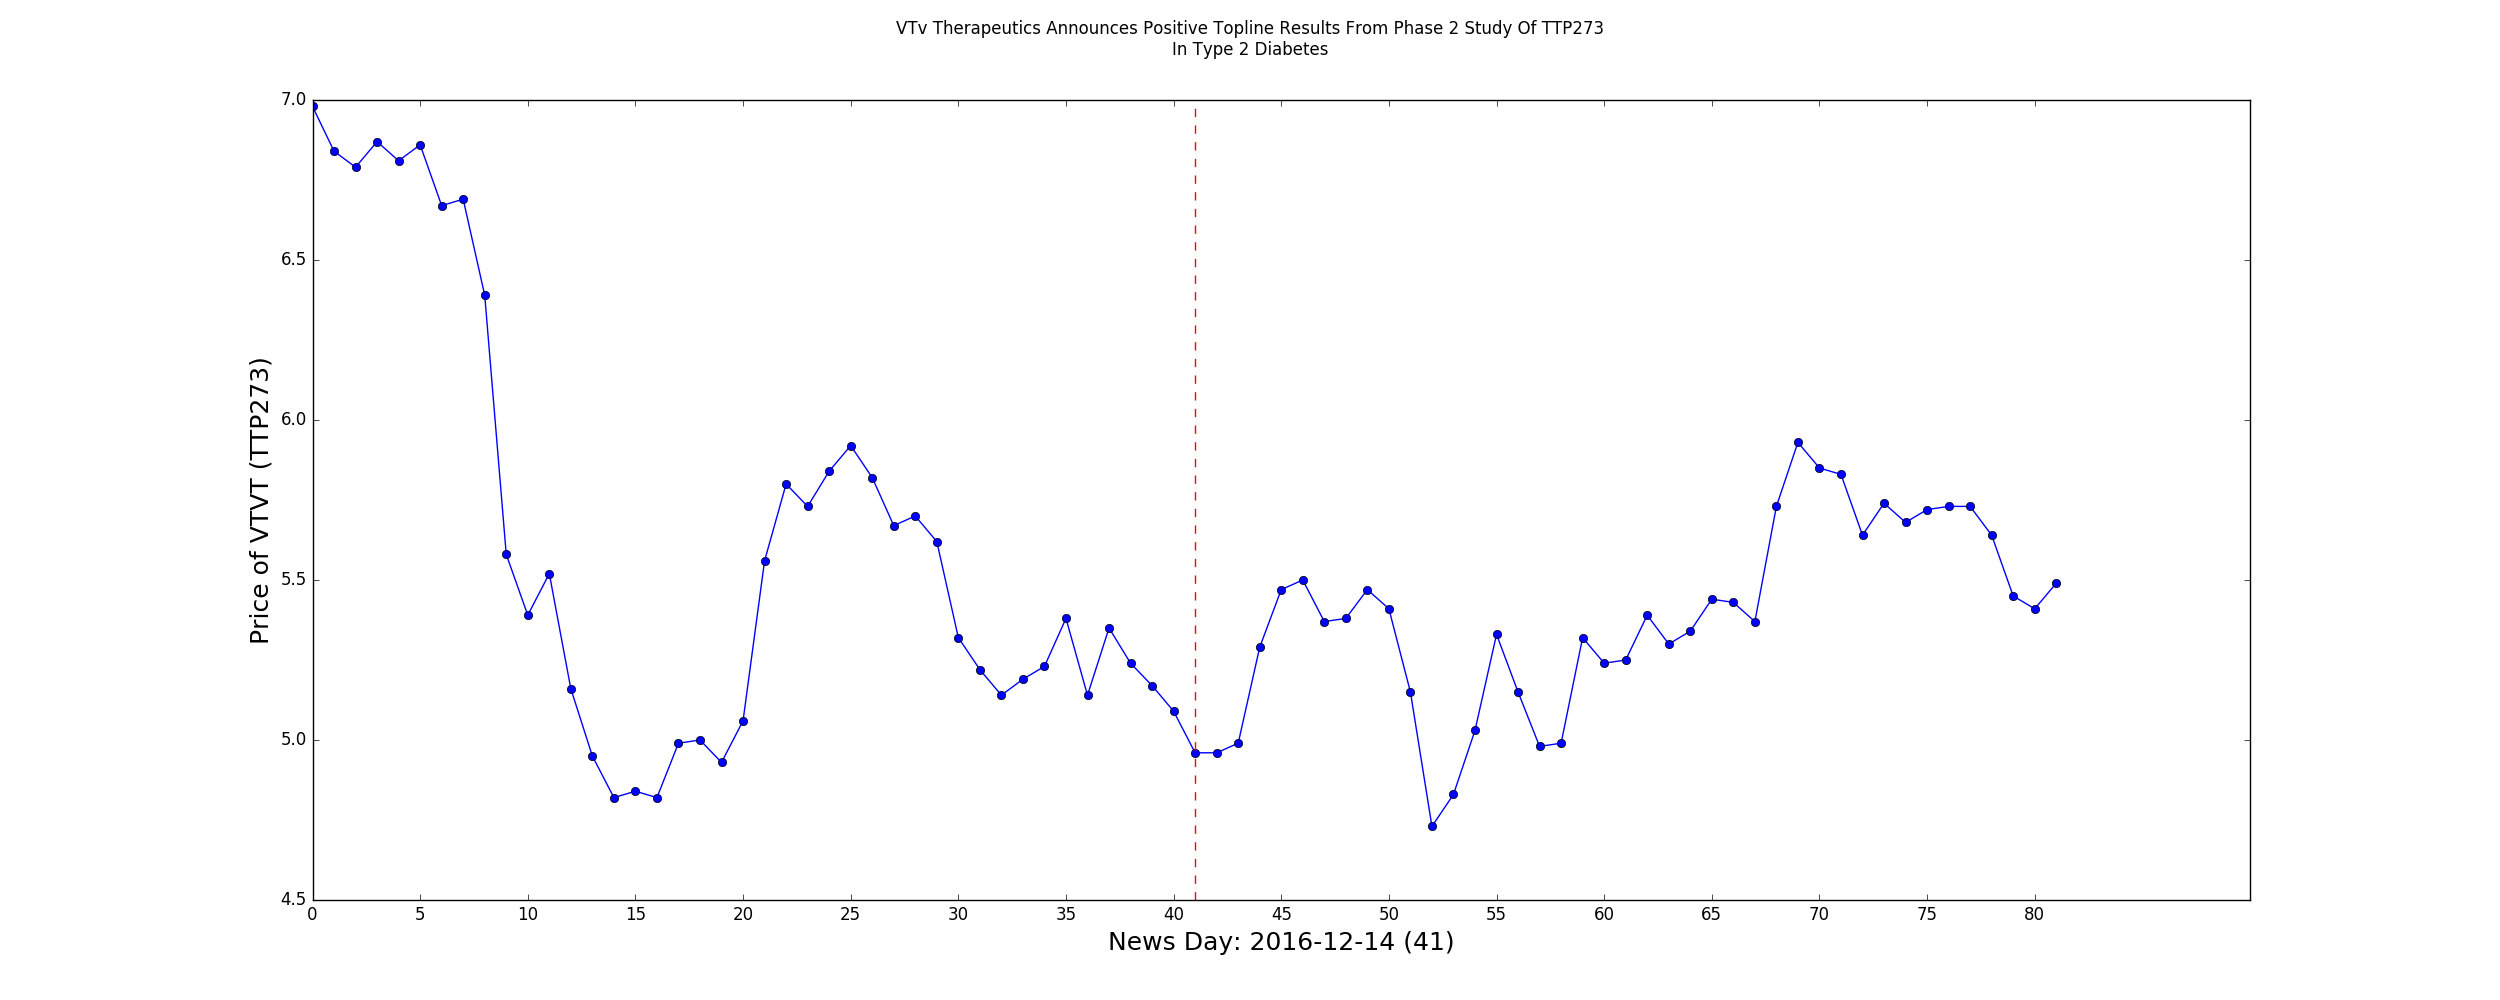 VTv Therapeutics Announces Positive Topline Results From Phase 2 Study Of TTP273
In Type 2 Diabetes
7.0
6.5
6.0
5.5
5.0
4.5
Price of VTVT (TTP273)
0 5 10 15 20 25 30 35 40 45 50 55 60 65 70 75 80
News Day: 2016-12-14 (41)